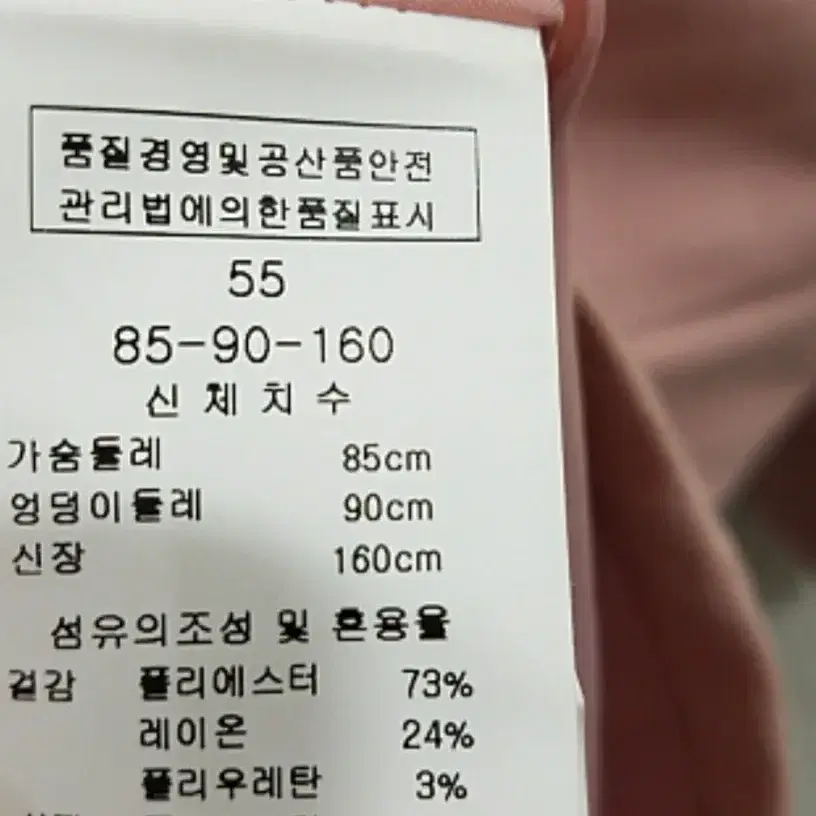 품질경영및공산품안전
관리법에의한품질표시
55
85-90-160
신체치수
가슴둘레 85cm
엉덩이둘레 90cm
신장 160cm
섬유의조성 및 혼용율
겉감 폴리에스터 73%
레이온 24%
폴리우레탄 3%